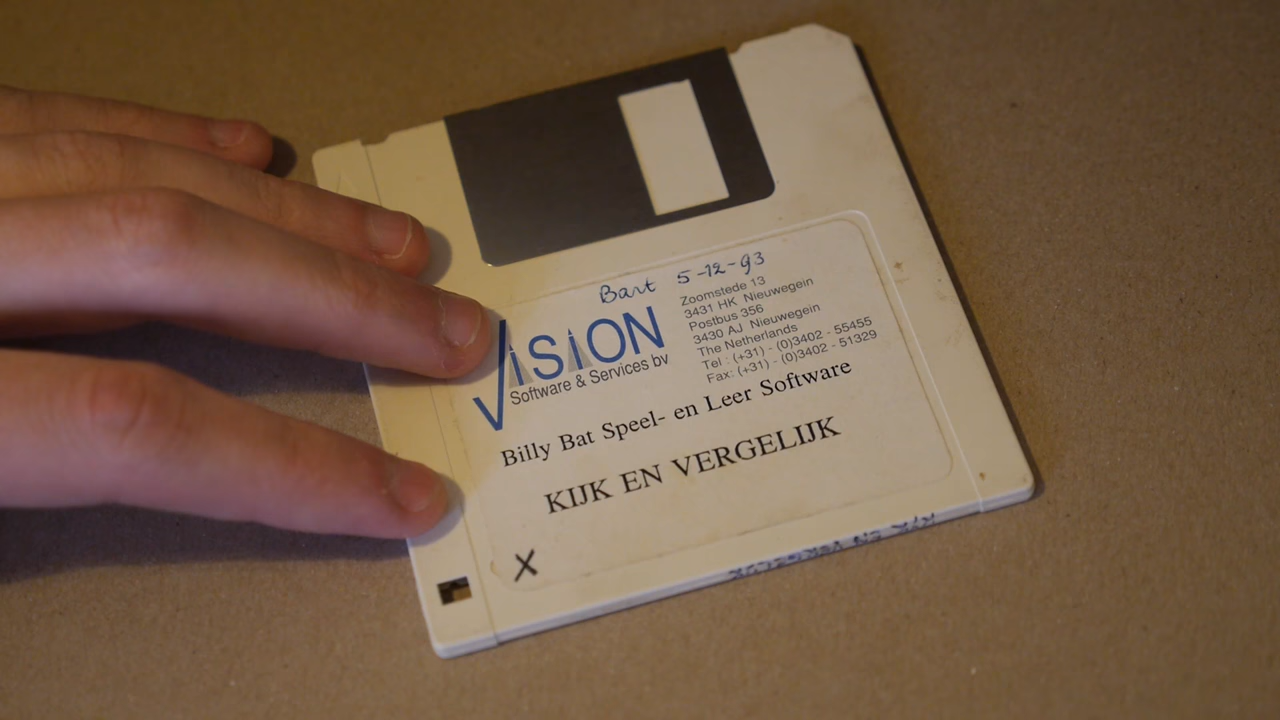 Bart 5-12-93
VISION
Software & Services bv
Zoomstede 13
3431 HK Nieuwegein
Postbus 356
3430 AJ Nieuwegein
The Netherlands
Tel : (+31) - (0)3402 - 55455
Fax: (+31) - (0)3402 - 51329
Billy Bat Speel- en Leer Software
KIJK EN VERGELIJK
X